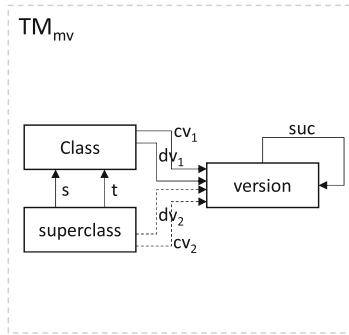 TMmv
cv1
suc
Class
dv1
version
s
t
dv2
superclass
cv2